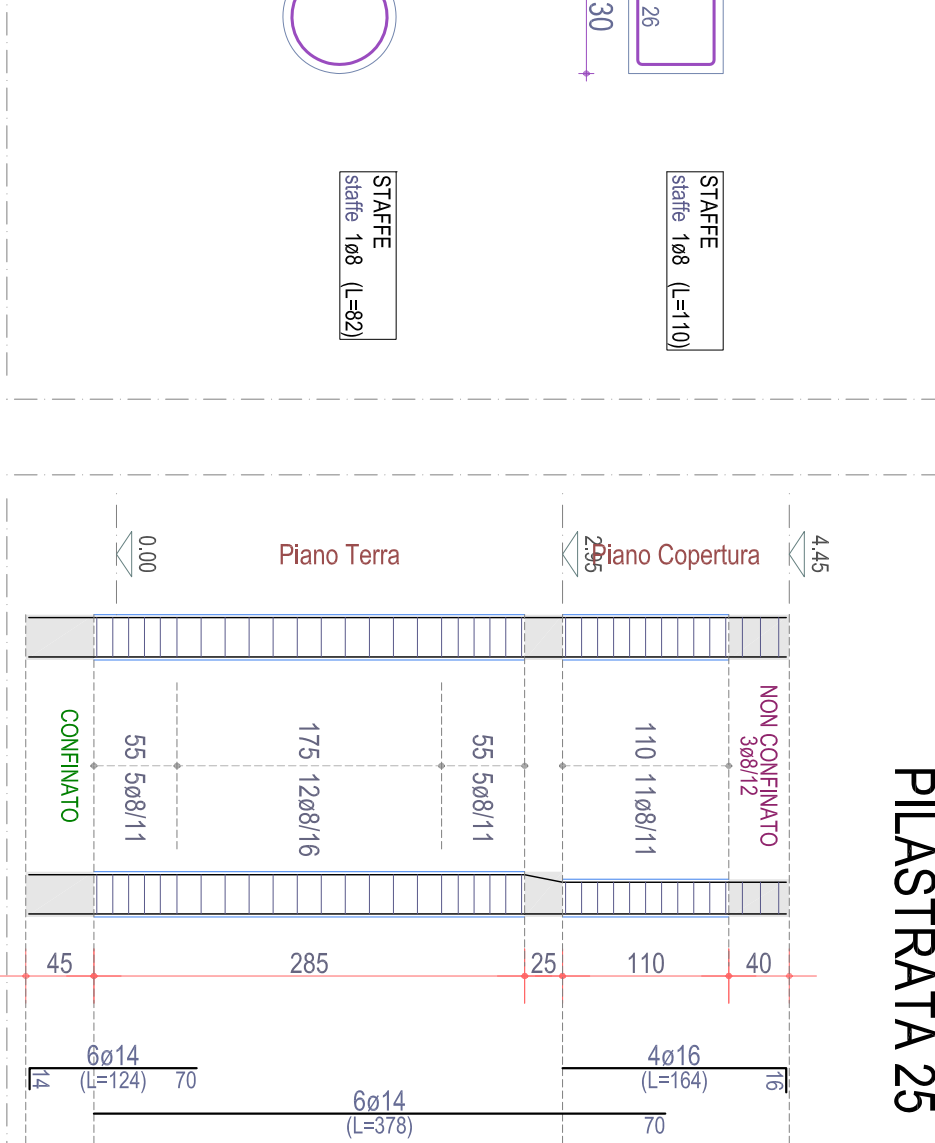 30
26
STAFFE
staffe 1ø8 (L=82)
STAFFE
staffe 1ø8 (L=110)
0.00
Piano Terra
2.95
Piano Copertura
4.45
CONFINATO
55 5ø8/11
175 12ø8/16
55 5ø8/11
110 11ø8/11
NON CONFINATO
3ø8/12
PILASTRATA 25
45
285
25
110
40
6ø14
14
(L=124)
70
4ø16
(L=164)
16
6ø14
(L=378)
70